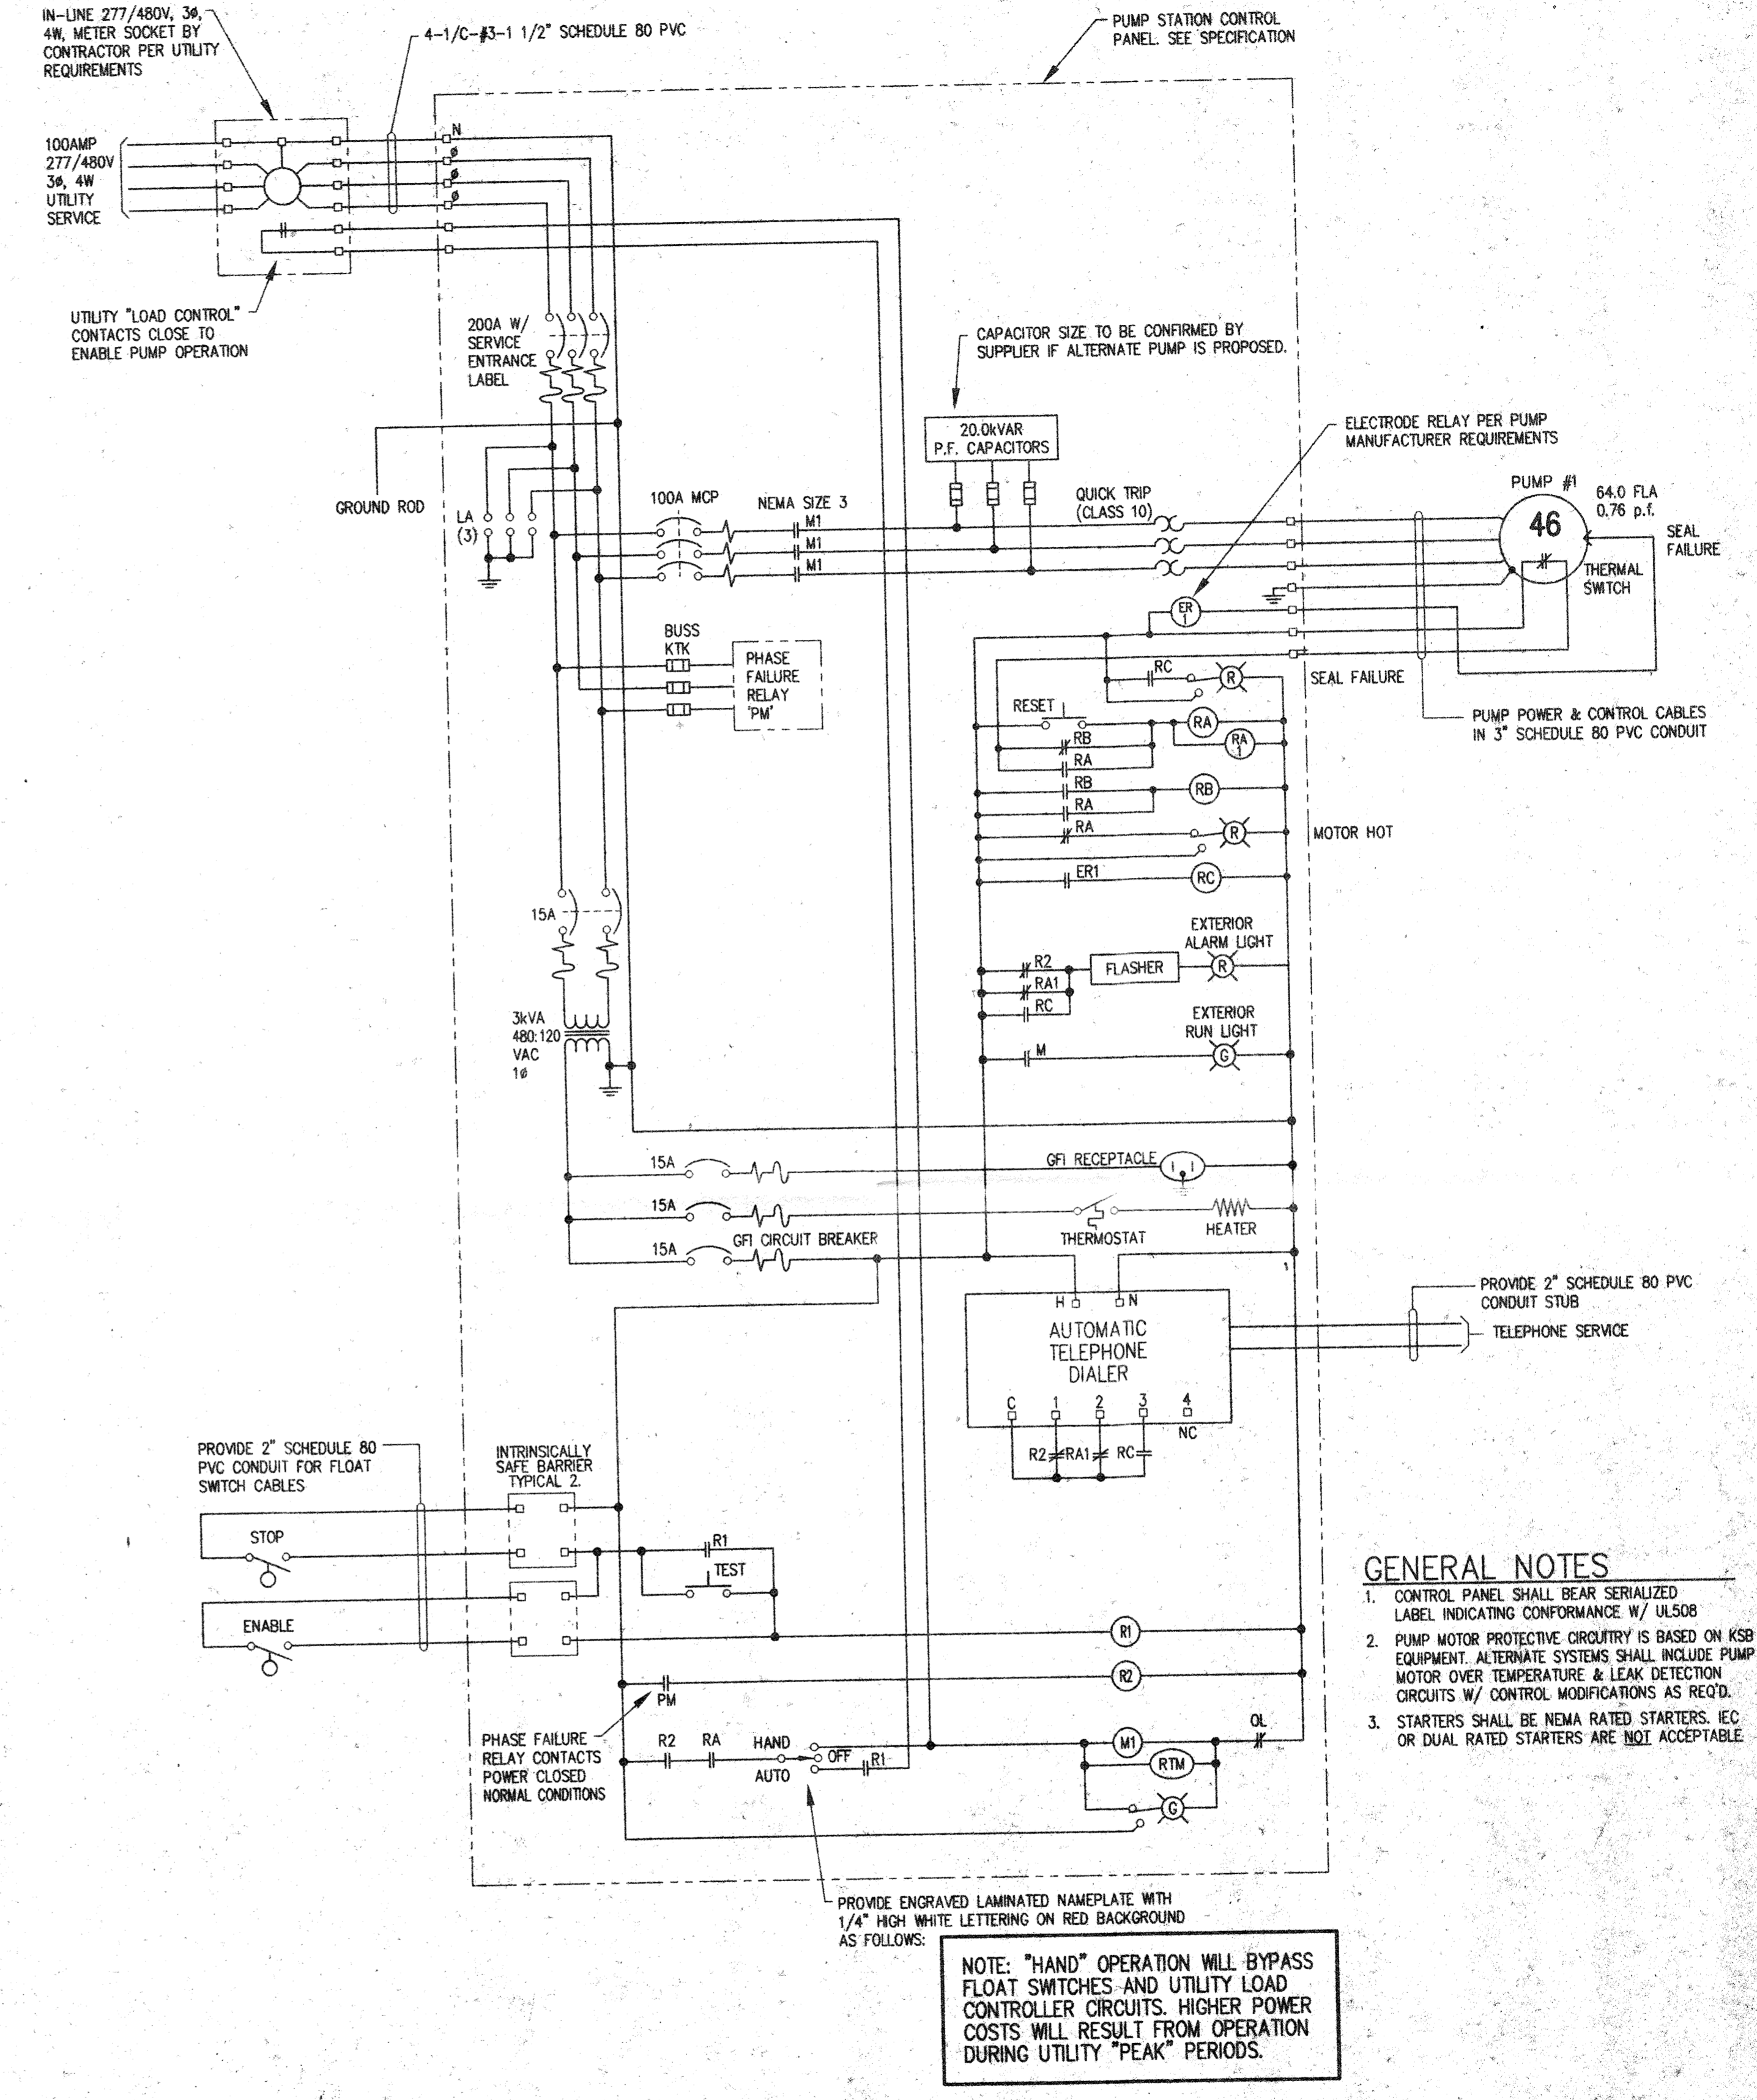 IN-LINE 277/480V, 3ø,
4W, METER SOCKET BY
CONTRACTOR PER UTILITY
REQUIREMENTS
4-1/C-#3-1 1/2" SCHEDULE 80 PVC
PUMP STATION CONTROL
PANEL. SEE SPECIFICATION
100AMP
277/480V
3ø, 4W
UTILITY
SERVICE
N
ø
ø
ø
UTILITY "LOAD CONTROL"
CONTACTS CLOSE TO
ENABLE PUMP OPERATION
200A W/
SERVICE
ENTRANCE
LABEL
CAPACITOR SIZE TO BE CONFIRMED BY
SUPPLIER IF ALTERNATE PUMP IS PROPOSED.
20.0kVAR
P.F. CAPACITORS
ELECTRODE RELAY PER PUMP
MANUFACTURER REQUIREMENTS
GROUND ROD
LA
(3)
100A MCP
NEMA SIZE 3
M1
M1
M1
QUICK TRIP
(CLASS 10)
PUMP #1
46
64.0 FLA
0.76 p.f.
SEAL
FAILURE
THERMAL
SWITCH
ER
1
BUSS
KTK
PHASE
FAILURE
RELAY
'PM'
RC
R
SEAL FAILURE
RESET
RA
RB
RA
1
RA
RB
RB
RA
RA
R
MOTOR HOT
ER1
RC
PUMP POWER & CONTROL CABLES
IN 3" SCHEDULE 80 PVC CONDUIT
15A
EXTERIOR
ALARM LIGHT
R2
FLASHER
R
RA1
RC
EXTERIOR
RUN LIGHT
M
G
3kVA
480:120
VAC
1ø
15A
GFI RECEPTACLE
15A
THERMOSTAT
HEATER
GFI CIRCUIT BREAKER
15A
H
N
AUTOMATIC
TELEPHONE
DIALER
C 1 2 3 4
NC
R2 RA1 RC
PROVIDE 2" SCHEDULE 80 PVC
CONDUIT STUB
TELEPHONE SERVICE
PROVIDE 2" SCHEDULE 80
PVC CONDUIT FOR FLOAT
SWITCH CABLES
INTRINSICALLY
SAFE BARRIER
TYPICAL 2.
STOP
R1
TEST
ENABLE
R1
R2
PM
PHASE FAILURE
RELAY CONTACTS
POWER CLOSED
NORMAL CONDITIONS
R2 RA HAND
OFF
AUTO
R1
M1
OL
RTM
G
GENERAL NOTES
1. CONTROL PANEL SHALL BEAR SERIALIZED
LABEL INDICATING CONFORMANCE W/ UL508
2. PUMP MOTOR PROTECTIVE CIRCUITRY IS BASED ON KSB
EQUIPMENT. ALTERNATE SYSTEMS SHALL INCLUDE PUMP
MOTOR OVER TEMPERATURE & LEAK DETECTION
CIRCUITS W/ CONTROL MODIFICATIONS AS REQ'D.
3. STARTERS SHALL BE NEMA RATED STARTERS. IEC
OR DUAL RATED STARTERS ARE NOT ACCEPTABLE
PROVIDE ENGRAVED LAMINATED NAMEPLATE WITH
1/4" HIGH WHITE LETTERING ON RED BACKGROUND
AS FOLLOWS:
NOTE: "HAND" OPERATION WILL BYPASS
FLOAT SWITCHES AND UTILITY LOAD
CONTROLLER CIRCUITS. HIGHER POWER
COSTS WILL RESULT FROM OPERATION
DURING UTILITY "PEAK" PERIODS.